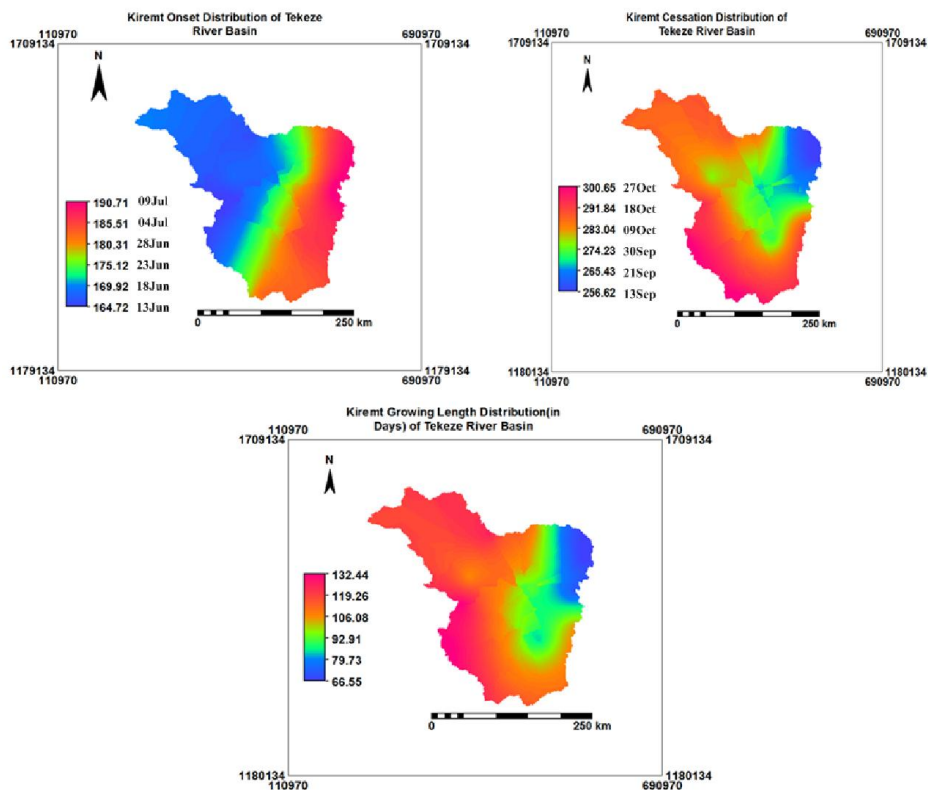 Kiremt Onset Distribution of Tekeze
River Basin
110970 690970
1709134 1709134
N
190.71 09Jul
185.51 04Jul
180.31 28Jun
175.12 23Jun
169.92 18Jun
164.72 13Jun
0 250 km
1179134 1179134
110970 690970
Kiremt Cessation Distribution of
Tekeze River Basin
110970 690970
1709134 1709134
N
300.65 27Oct
291.84 18Oct
283.04 09Oct
274.23 30Sep
265.43 21Sep
256.62 13Sep
0 250 km
1180134 1180134
110970 690970
Kiremt Growing Length Distribution(in
Days) of Tekeze River Basin
110970 690970
1709134 1709134
N
132.44
119.26
106.08
92.91
79.73
66.55
0 250 km
1180134 1180134
110970 690970